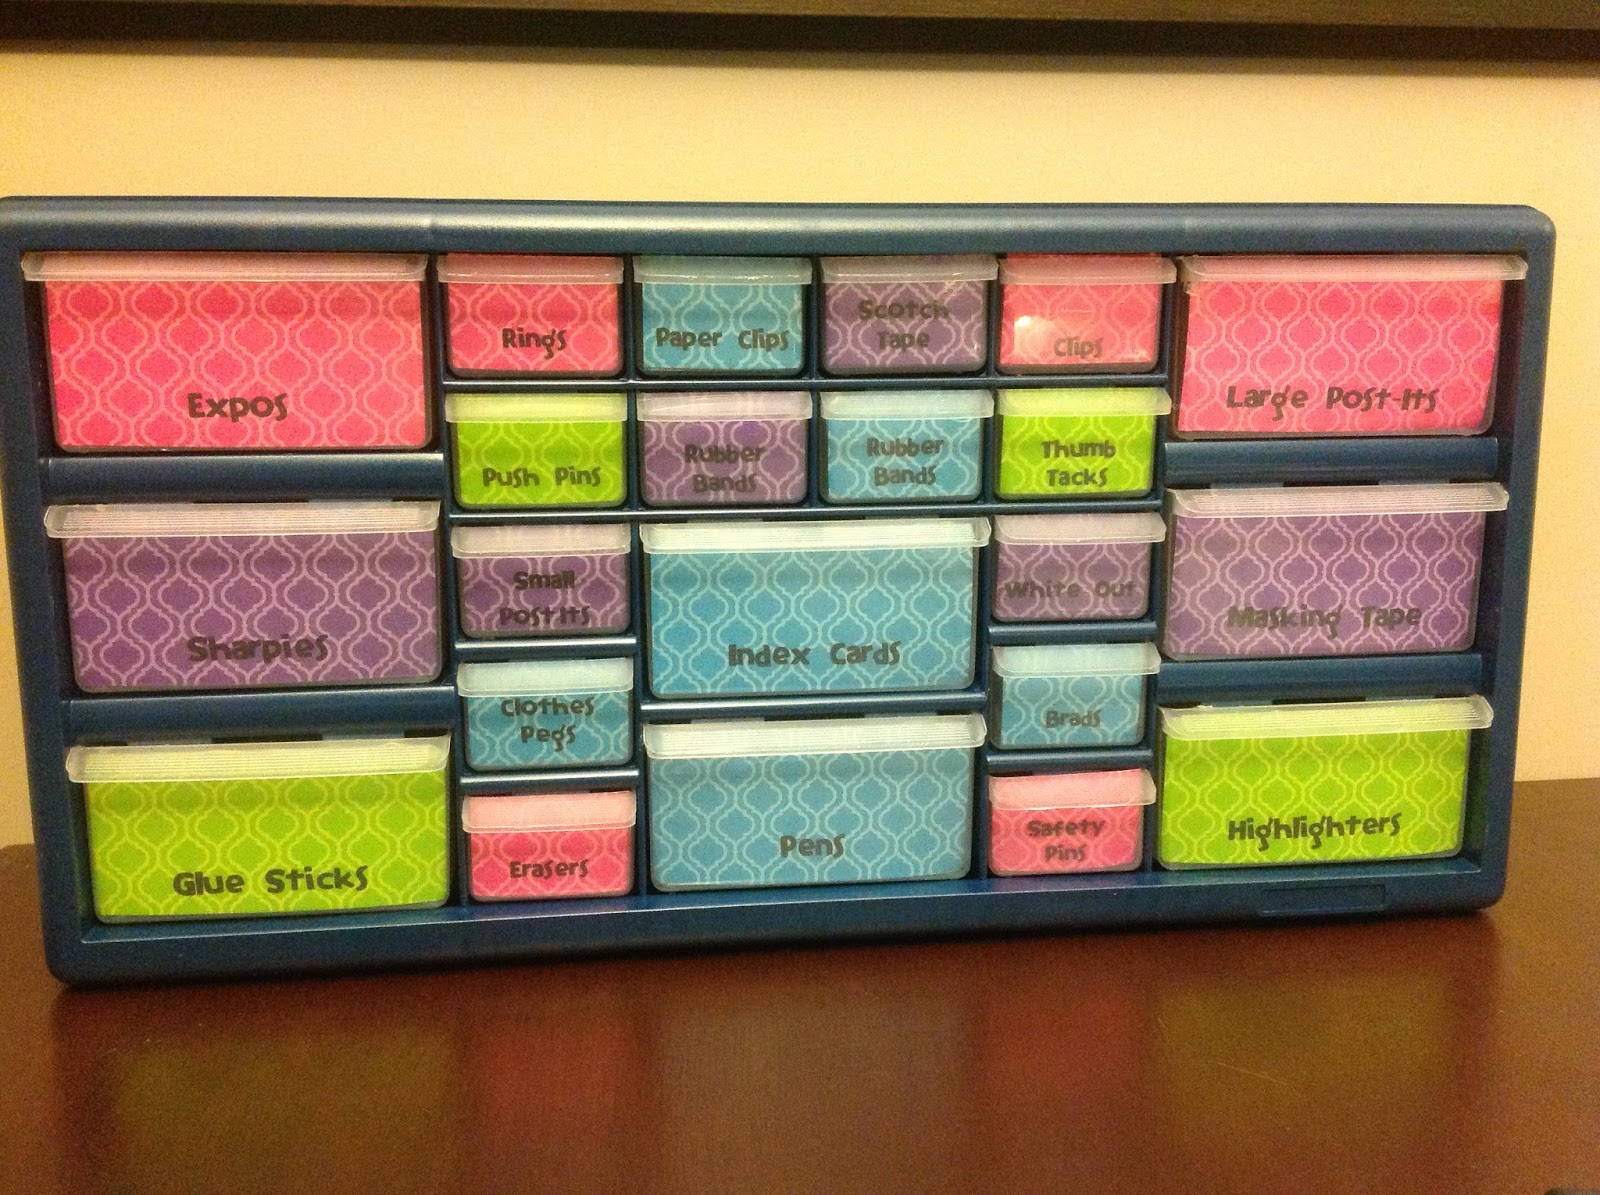 Expos
Rings
Paper Clips
Scotch
Tape
Clips
Large Post-Its
Push Pins
Rubber
Bands
Rubber
Bands
Thumb
Tacks
Sharpies
Small
Post-Its
Index Cards
White Out
Masking Tape
Clothes
Pegs
Brads
Glue Sticks
Erasers
Pens
Safety
Pins
Highlighters